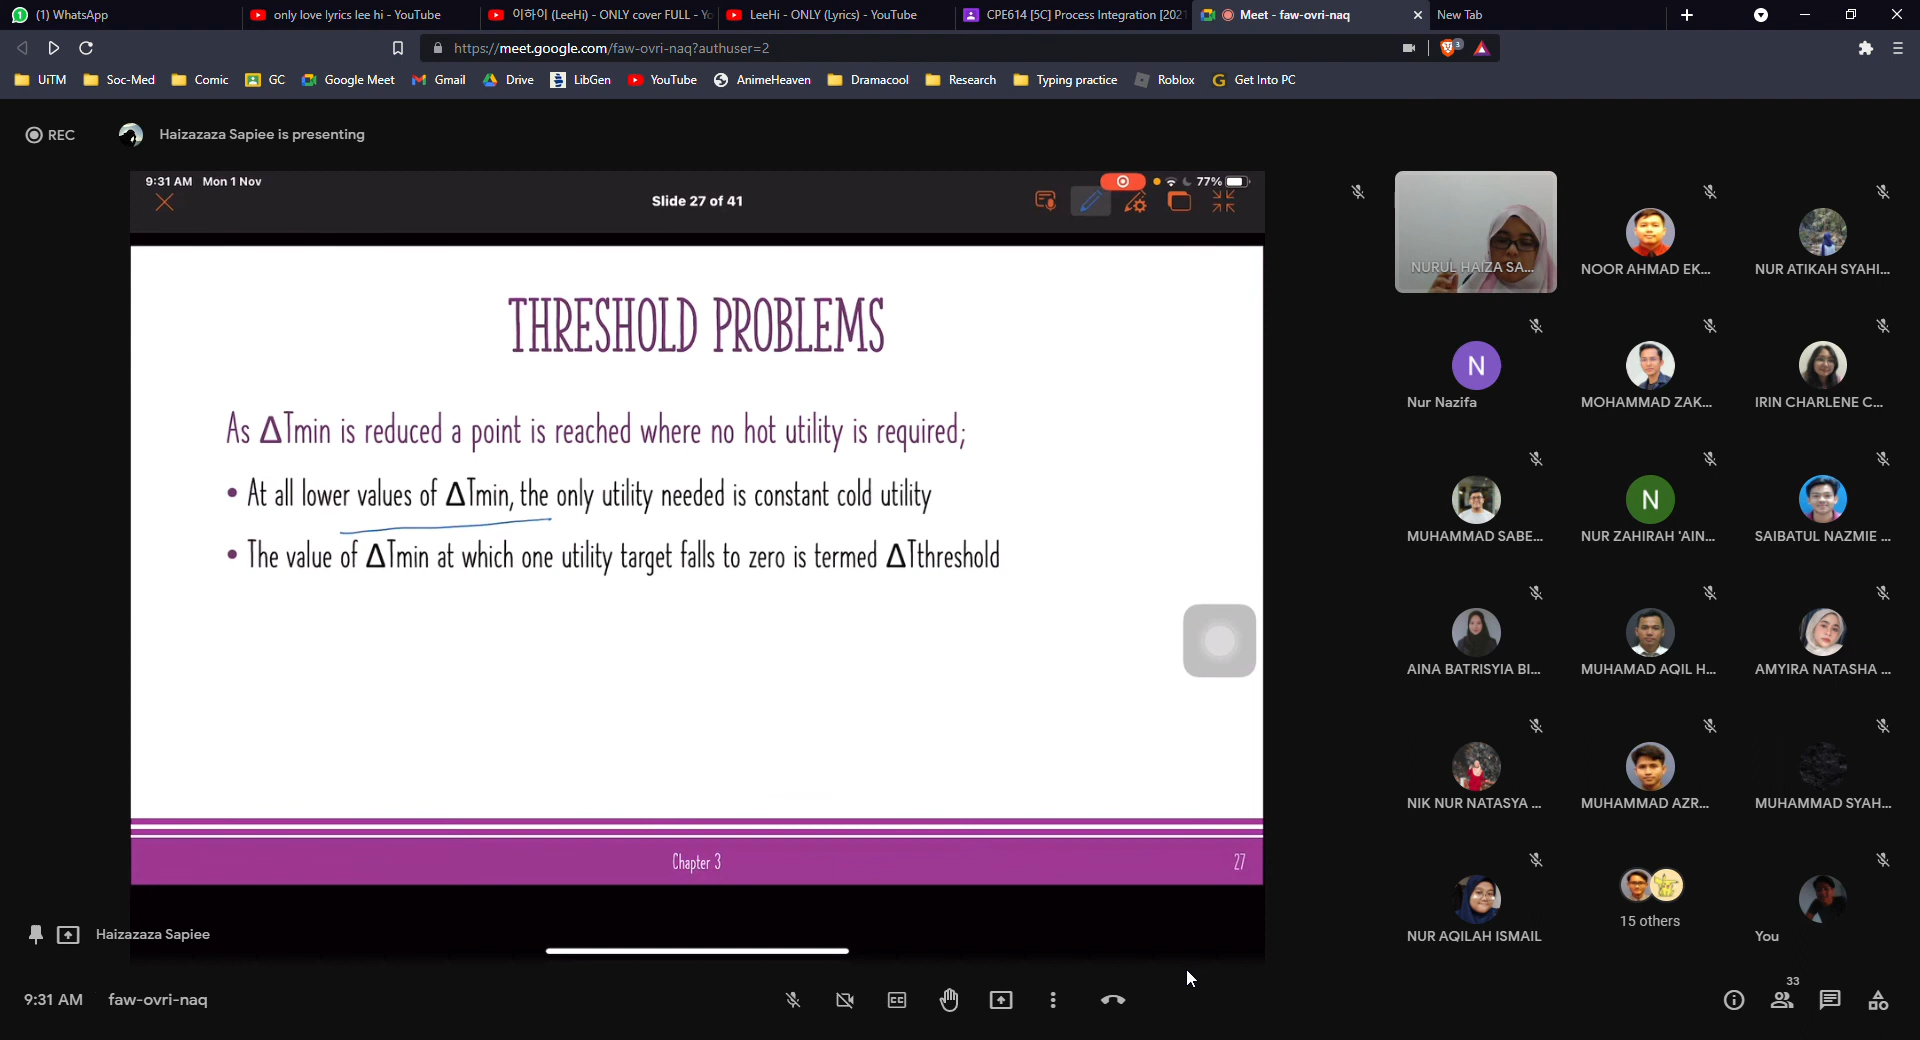 (1) WhatsApp
only love lyrics lee hi - YouTube
이하이 (LeeHi) - ONLY cover FULL - Yo
LeeHi - ONLY (Lyrics) - YouTube
CPE614 [5C] Process Integration [2021
Meet - faw-ovri-naq
New Tab
https://meet.google.com/faw-ovri-naq?authuser=2
3
UiTM
Soc-Med
Comic
GC
Google Meet
Gmail
Drive
LibGen
YouTube
AnimeHeaven
Dramacool
Research
Typing practice
Roblox
Get Into PC
REC
Haizazaza Sapiee is presenting
9:31 AM Mon 1 Nov
77%
Slide 27 of 41
THRESHOLD PROBLEMS
As ΔTmin is reduced a point is reached where no hot utility is required;
• At all lower values of ΔTmin, the only utility needed is constant cold utility
• The value of ΔTmin at which one utility target falls to zero is termed ΔTthreshold
Chapter 3
27
Haizazaza Sapiee
NURUL HAIZA SA...
NOOR AHMAD EK...
NUR ATIKAH SYAHI...
N
Nur Nazifa
MOHAMMAD ZAK...
IRIN CHARLENE C...
MUHAMMAD SABE...
N
NUR ZAHIRAH 'AIN...
SAIBATUL NAZMIE ...
AINA BATRISYIA BI...
MUHAMAD AQIL H...
AMYIRA NATASHA ...
NIK NUR NATASYA ...
MUHAMMAD AZR...
MUHAMMAD SYAH...
NUR AQILAH ISMAIL
15 others
You
9:31 AM
faw-ovri-naq
33